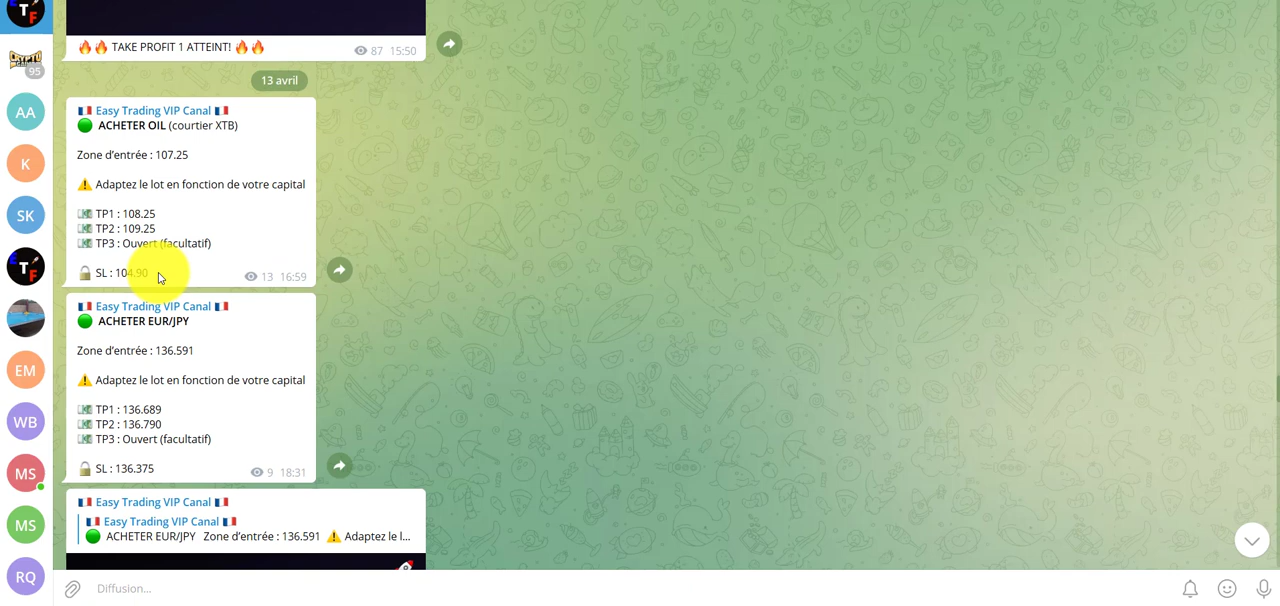 TF
🔥🔥 TAKE PROFIT 1 ATTEINT! 🔥🔥
87 15:50
95
13 avril
AA
🇫🇷 Easy Trading VIP Canal 🇫🇷
🟢 ACHETER OIL (courtier XTB)
Zone d’entrée : 107.25
⚠️ Adaptez le lot en fonction de votre capital
💵 TP1 : 108.25
💵 TP2 : 109.25
💵 TP3 : Ouvert (facultatif)
🔓 SL : 104.90
13 16:59
K
SK
TF
🇫🇷 Easy Trading VIP Canal 🇫🇷
🟢 ACHETER EUR/JPY
Zone d’entrée : 136.591
⚠️ Adaptez le lot en fonction de votre capital
💵 TP1 : 136.689
💵 TP2 : 136.790
💵 TP3 : Ouvert (facultatif)
🔓 SL : 136.375
9 18:31
EM
WB
MS
🇫🇷 Easy Trading VIP Canal 🇫🇷
🇫🇷 Easy Trading VIP Canal 🇫🇷
🟢 ACHETER EUR/JPY Zone d’entrée : 136.591 ⚠️ Adaptez le l...
MS
RQ
Diffusion...